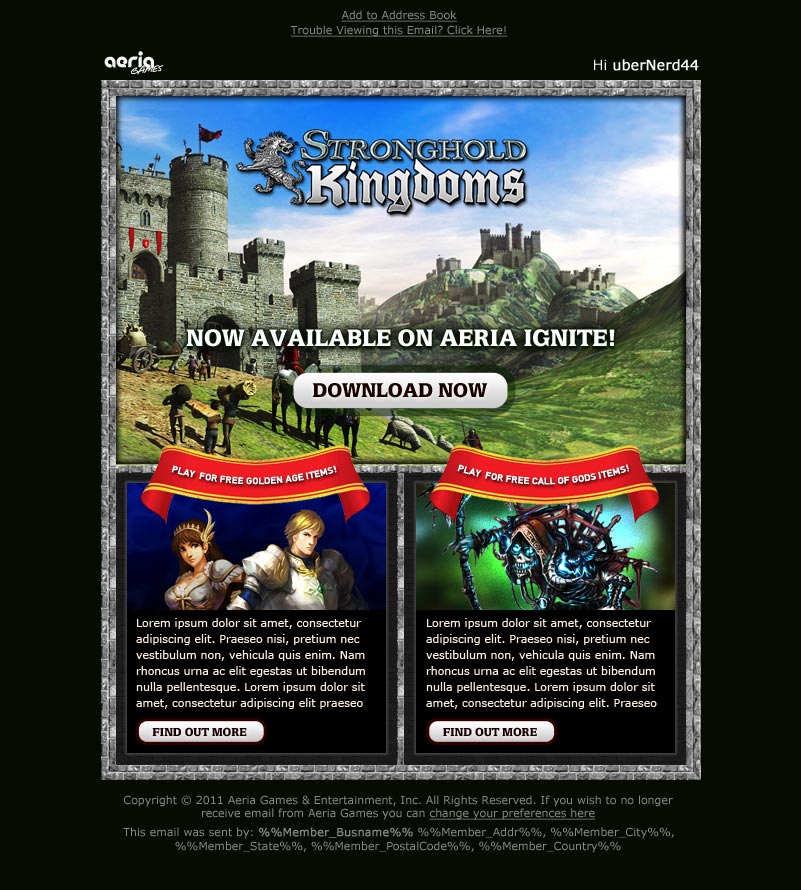 Add to Address Book
Trouble Viewing this Email? Click Here!
aeria
GAMES
Hi uberNerd44
STRONGHOLD
Kingdoms
NOW AVAILABLE ON AERIA IGNITE!
DOWNLOAD NOW
PLAY FOR FREE GOLDEN AGE ITEMS!
Lorem ipsum dolor sit amet, consectetur
adipiscing elit. Praeseo nisi, pretium nec
vestibulum non, vehicula quis enim. Nam
rhoncus urna ac elit egestas ut bibendum
nulla pellentesque. Lorem ipsum dolor sit
amet, consectetur adipiscing elit praeseo
FIND OUT MORE
PLAY FOR FREE CALL OF GODS ITEMS!
Lorem ipsum dolor sit amet, consectetur
adipiscing elit. Praeseo nisi, pretium nec
vestibulum non, vehicula quis enim. Nam
rhoncus urna ac elit egestas ut bibendum
nulla pellentesque. Lorem ipsum dolor sit
amet, consectetur adipiscing elit. Praeseo
FIND OUT MORE
Copyright © 2011 Aeria Games & Entertainment, Inc. All Rights Reserved. If you wish to no longer
receive email from Aeria Games you can change your preferences here
This email was sent by: %%Member_Busname%% %%Member_Addr%%, %%Member_City%%,
%%Member_State%%, %%Member_PostalCode%%, %%Member_Country%%